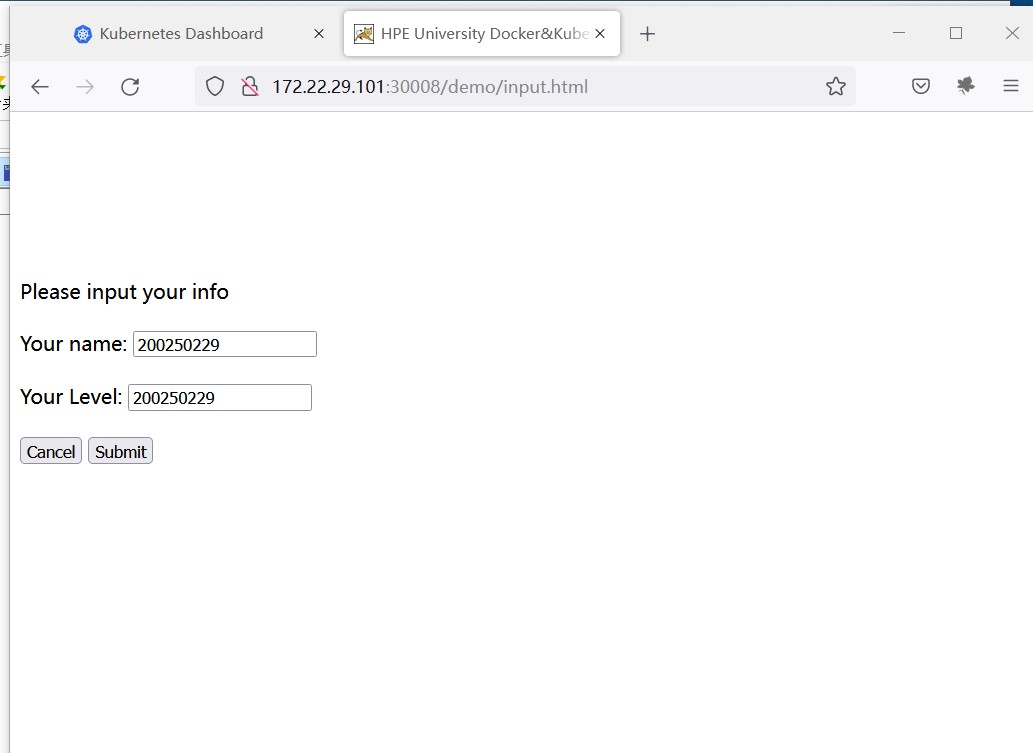 Kubernetes Dashboard
HPE University Docker&Kube
172.22.29.101:30008/demo/input.html
Please input your info
Your name: 200250229
Your Level: 200250229
Cancel Submit